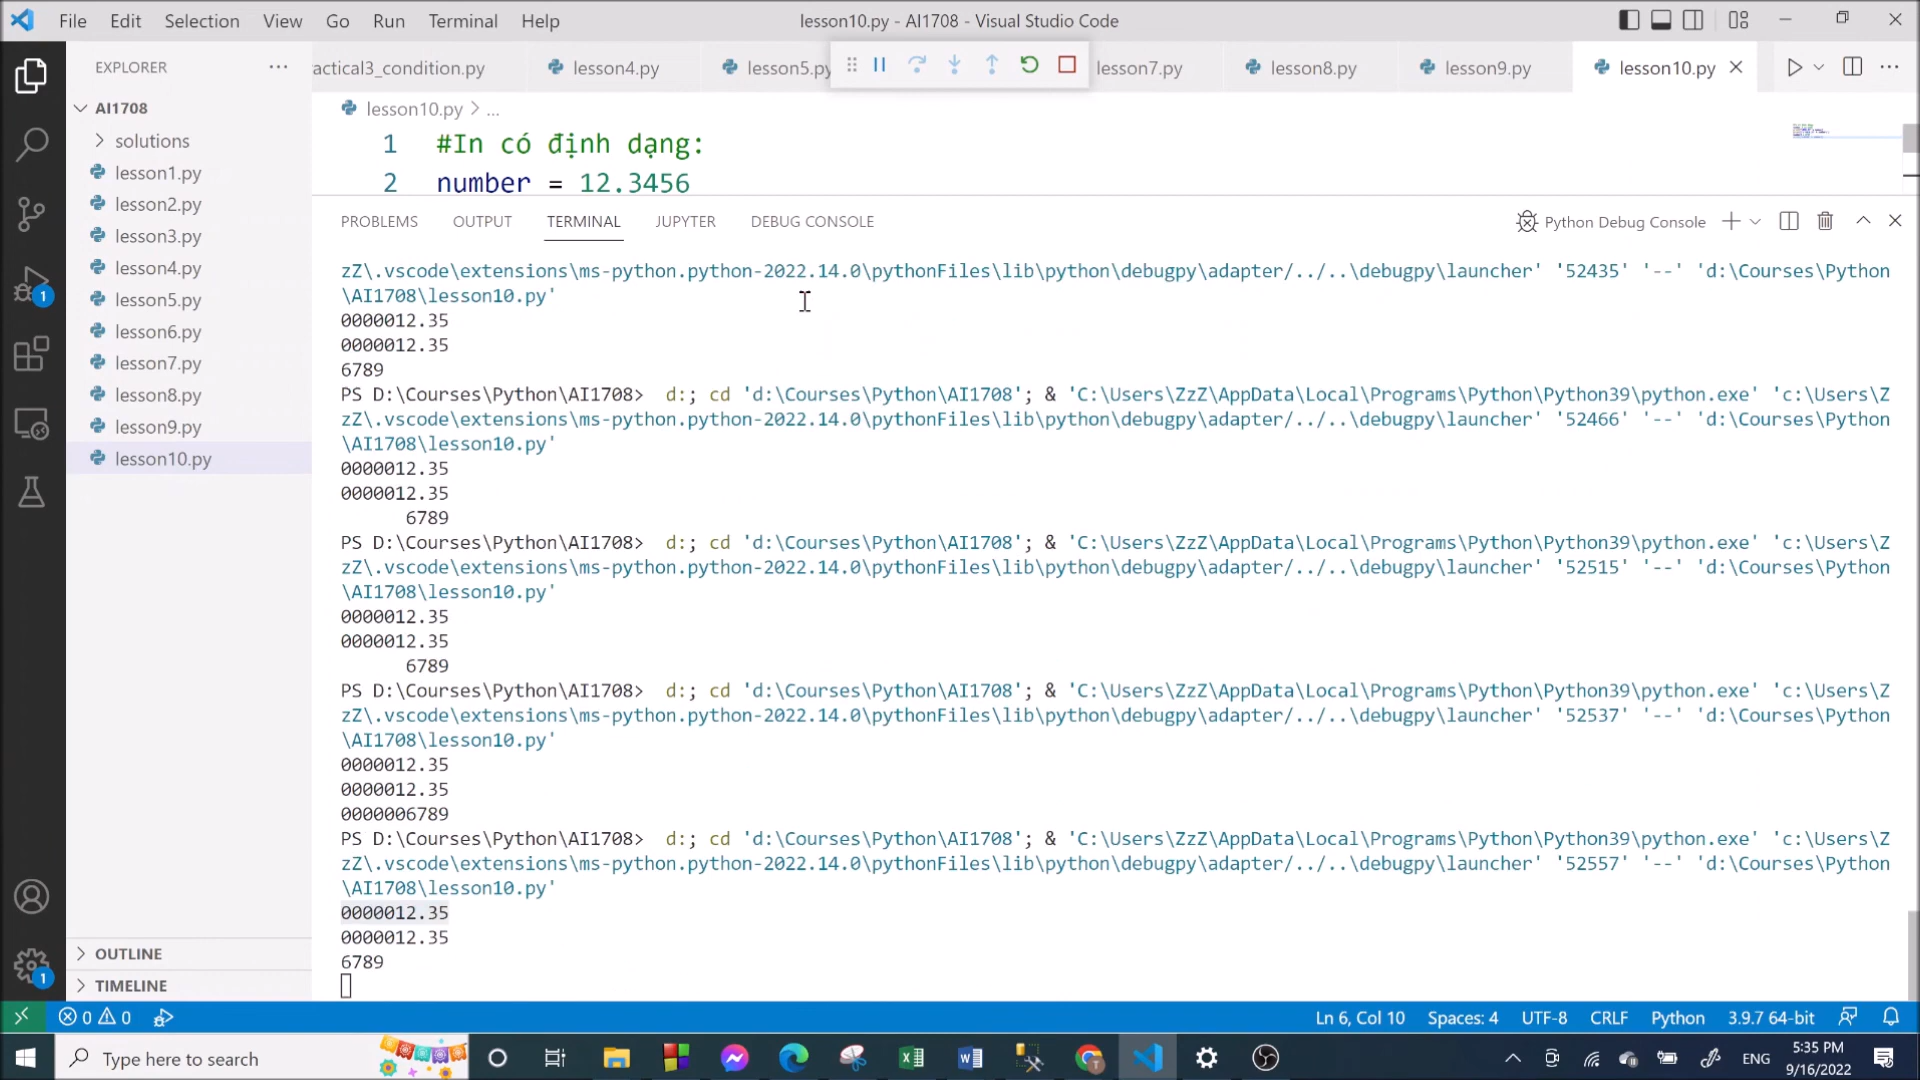 File Edit Selection View Go Run Terminal Help
lesson10.py - AI1708 - Visual Studio Code
EXPLORER
actical3_condition.py lesson4.py lesson5.py lesson7.py lesson8.py lesson9.py lesson10.py
AI1708
solutions
lesson1.py
lesson2.py
lesson3.py
lesson4.py
lesson5.py
lesson6.py
lesson7.py
lesson8.py
lesson9.py
lesson10.py
OUTLINE
TIMELINE
lesson10.py > ...
1 #In có định dạng:
2 number = 12.3456
PROBLEMS OUTPUT TERMINAL JUPYTER DEBUG CONSOLE
Python Debug Console
zZ\.vscode\extensions\ms-python.python-2022.14.0\pythonFiles\lib\python\debugpy\adapter/../..\debugpy\launcher' '52435' '--' 'd:\Courses\Python
\AI1708\lesson10.py'
0000012.35
0000012.35
6789
PS D:\Courses\Python\AI1708> d:; cd 'd:\Courses\Python\AI1708'; & 'C:\Users\ZzZ\AppData\Local\Programs\Python\Python39\python.exe' 'c:\Users\Z
zZ\.vscode\extensions\ms-python.python-2022.14.0\pythonFiles\lib\python\debugpy\adapter/../..\debugpy\launcher' '52466' '--' 'd:\Courses\Python
\AI1708\lesson10.py'
0000012.35
0000012.35
6789
PS D:\Courses\Python\AI1708> d:; cd 'd:\Courses\Python\AI1708'; & 'C:\Users\ZzZ\AppData\Local\Programs\Python\Python39\python.exe' 'c:\Users\Z
zZ\.vscode\extensions\ms-python.python-2022.14.0\pythonFiles\lib\python\debugpy\adapter/../..\debugpy\launcher' '52515' '--' 'd:\Courses\Python
\AI1708\lesson10.py'
0000012.35
0000012.35
6789
PS D:\Courses\Python\AI1708> d:; cd 'd:\Courses\Python\AI1708'; & 'C:\Users\ZzZ\AppData\Local\Programs\Python\Python39\python.exe' 'c:\Users\Z
zZ\.vscode\extensions\ms-python.python-2022.14.0\pythonFiles\lib\python\debugpy\adapter/../..\debugpy\launcher' '52537' '--' 'd:\Courses\Python
\AI1708\lesson10.py'
0000012.35
0000012.35
0000006789
PS D:\Courses\Python\AI1708> d:; cd 'd:\Courses\Python\AI1708'; & 'C:\Users\ZzZ\AppData\Local\Programs\Python\Python39\python.exe' 'c:\Users\Z
zZ\.vscode\extensions\ms-python.python-2022.14.0\pythonFiles\lib\python\debugpy\adapter/../..\debugpy\launcher' '52557' '--' 'd:\Courses\Python
\AI1708\lesson10.py'
0000012.35
0000012.35
6789
1
1
0 0
Ln 6, Col 10 Spaces: 4 UTF-8 CRLF Python 3.9.7 64-bit
Type here to search
ENG
5:35 PM
9/16/2022